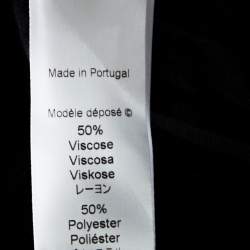 Made in Portugal
Modèle déposé ©
50%
Viscose
Viscosa
Viskose
レーヨン
50%
Polyester
Poliéster